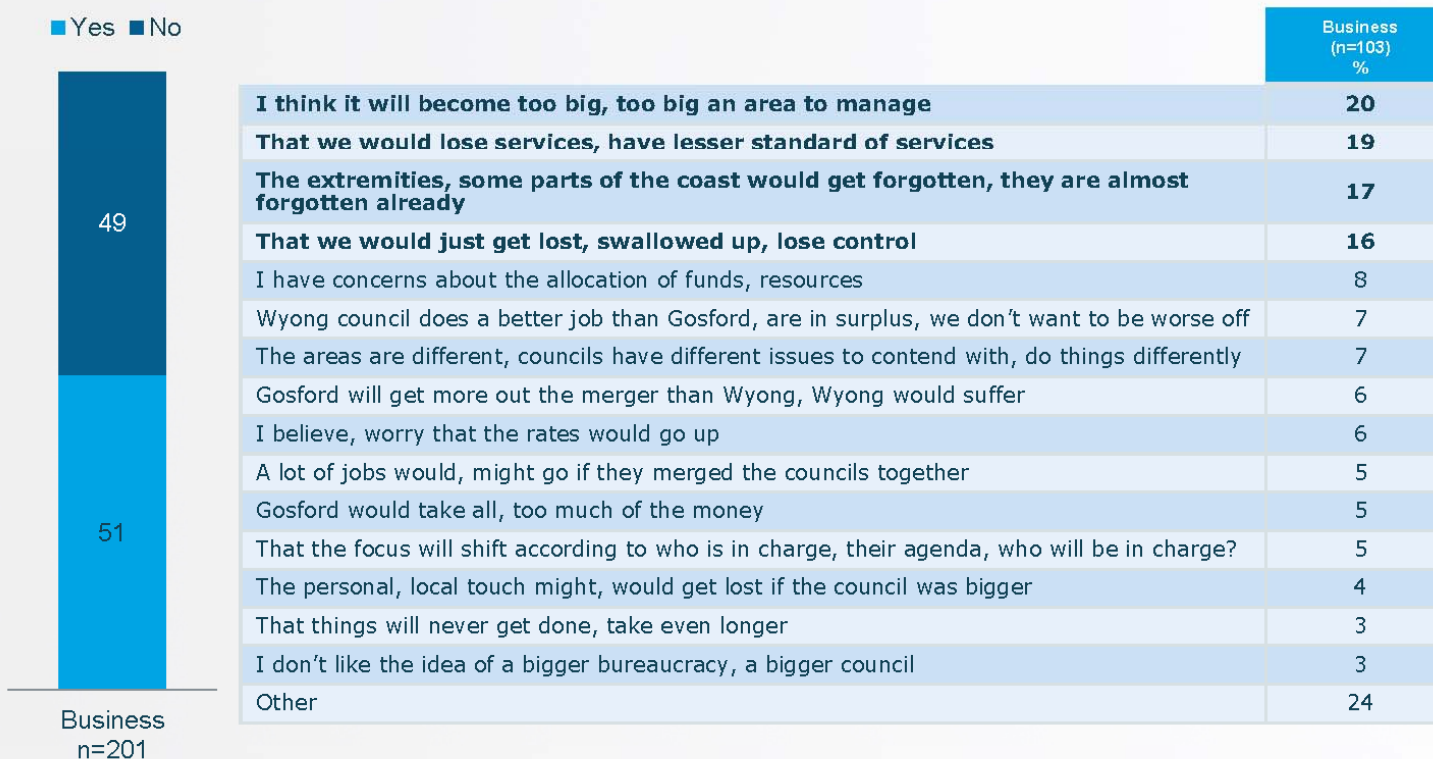 Yes No
Business
(n=103)
%
I think it will become too big, too big an area to manage 20
That we would lose services, have lesser standard of services 19
The extremities, some parts of the coast would get forgotten, they are almost
forgotten already 17
That we would just get lost, swallowed up, lose control 16
I have concerns about the allocation of funds, resources 8
Wyong council does a better job than Gosford, are in surplus, we don’t want to be worse off 7
The areas are different, councils have different issues to contend with, do things differently 7
Gosford will get more out the merger than Wyong, Wyong would suffer 6
I believe, worry that the rates would go up 6
A lot of jobs would, might go if they merged the councils together 5
Gosford would take all, too much of the money 5
That the focus will shift according to who is in charge, their agenda, who will be in charge? 5
The personal, local touch might, would get lost if the council was bigger 4
That things will never get done, take even longer 3
I don’t like the idea of a bigger bureaucracy, a bigger council 3
Other 24
49
51
Business
n=201